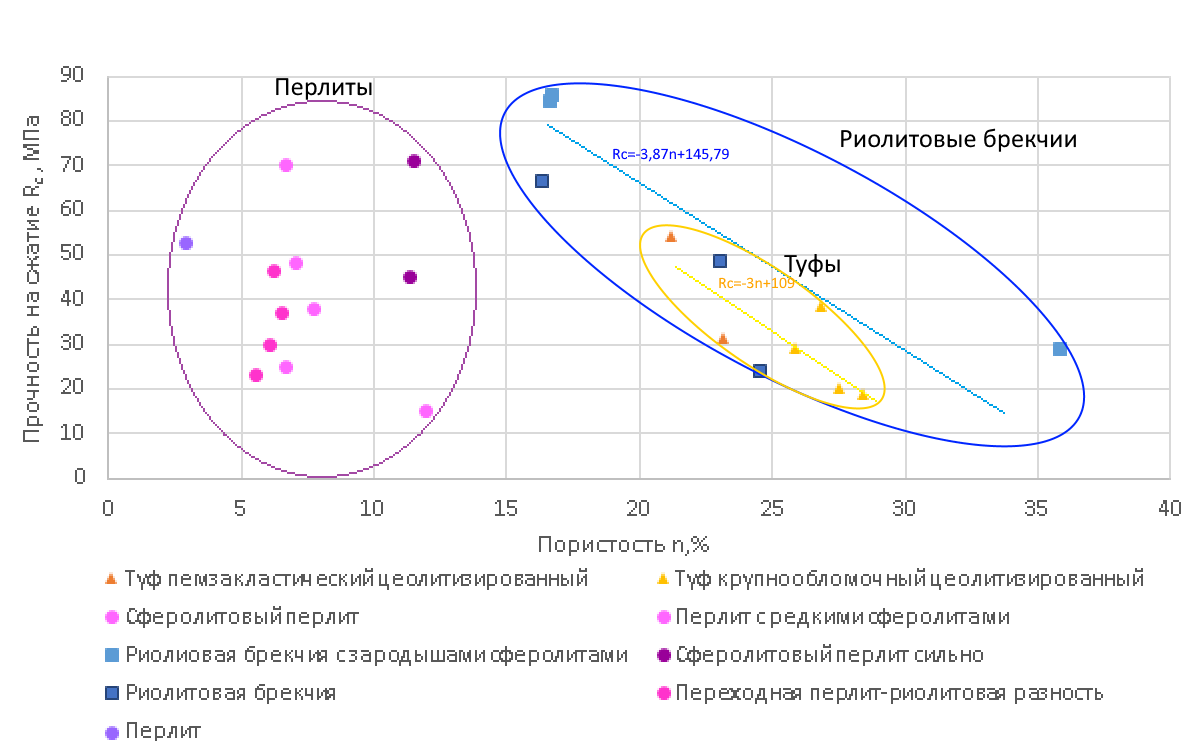 Перлиты
Риолитовые брекчии
Rc=-3,87n+145,79
Туфы
Rc=-3n+109
Прочность на сжатие Rc, МПа
90
80
70
60
50
40
30
20
10
0
0 5 10 15 20 25 30 35 40
Пористость n,%
Туф пемзакластический цеолитизированный
Туф крупнообломочный цеолитизированный
Сферолитовый перлит
Перлит с редкими сферолитами
Риолиовая брекчия с зародышами сферолитами
Сферолитовый перлит сильно
Риолитовая брекчия
Переходная перлит-риолитовая разность
Перлит